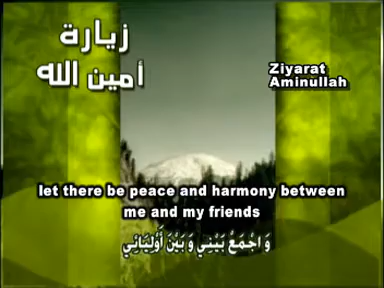 زيارة
أمين الله
Ziyarat
Aminullah
let there be peace and harmony between
me and my friends
وَ اجْمَعْ بَيْنِي وَ بَيْنَ أَوْلِيَائِي